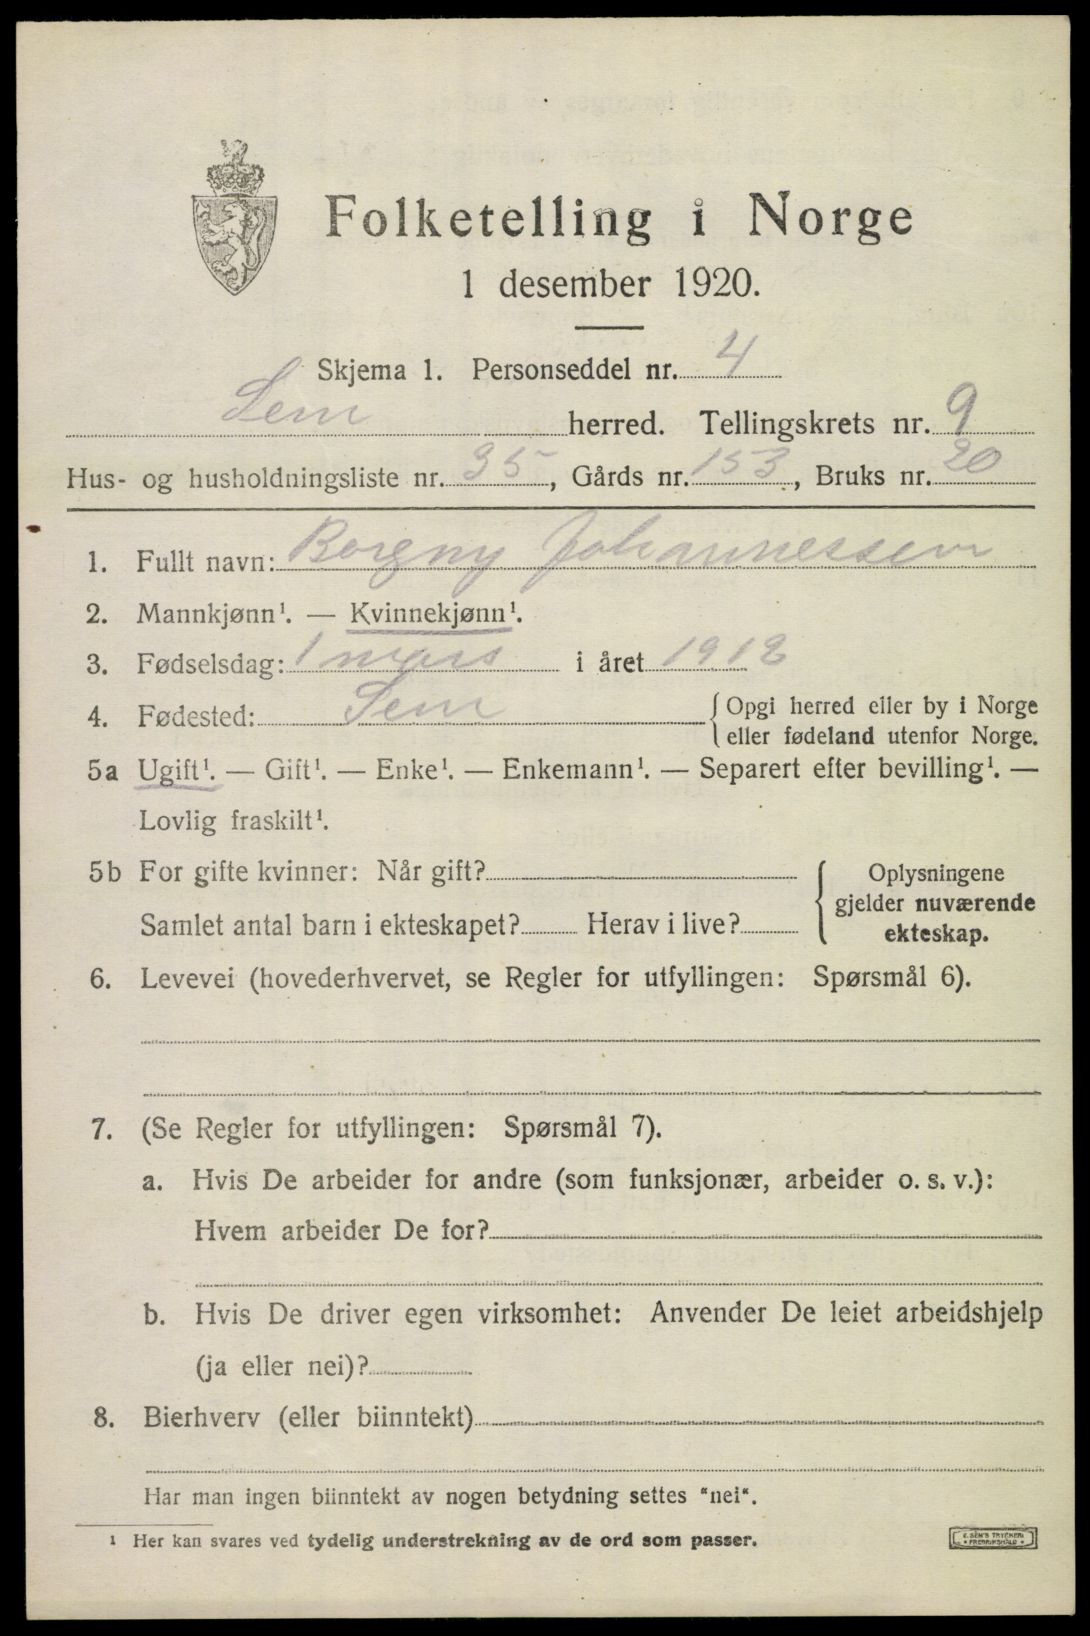 Folketelling i Norge
1 desember 1920.
Skjema 1. Personseddel nr. 4
Sem herred. Tellingskrets nr. 9
Hus- og husholdningsliste nr. 35, Gårds nr. 153, Bruks nr. 20
1. Fullt navn: Borgny Johannessen
2. Mannkjønn¹. — Kvinnekjønn¹.
3. Fødselsdag: 1 mars i året 1912
4. Fødested: Sem { Opgi herred eller by i Norge
eller fødeland utenfor Norge.
5a Ugift¹. — Gift¹. — Enke¹. — Enkemann¹. — Separert efter bevilling¹. —
Lovlig fraskilt¹.
5b For gifte kvinner: Når gift? { Oplysningene
gjelder nuværende
Samlet antal barn i ekteskapet? Herav i live? ekteskap.
6. Levevei (hovederhvervet, se Regler for utfyllingen: Spørsmål 6).
7. (Se Regler for utfyllingen: Spørsmål 7).
a. Hvis De arbeider for andre (som funksjonær, arbeider o. s. v.):
Hvem arbeider De for?
b. Hvis De driver egen virksomhet: Anvender De leiet arbeidshjelp
(ja eller nei)?
8. Bierhverv (eller biinntekt)
Har man ingen biinntekt av nogen betydning settes "nei".
¹ Her kan svares ved tydelig understrekning av de ord som passer.
E. SEM'S TRYKKERI
FREDRIKSHALD